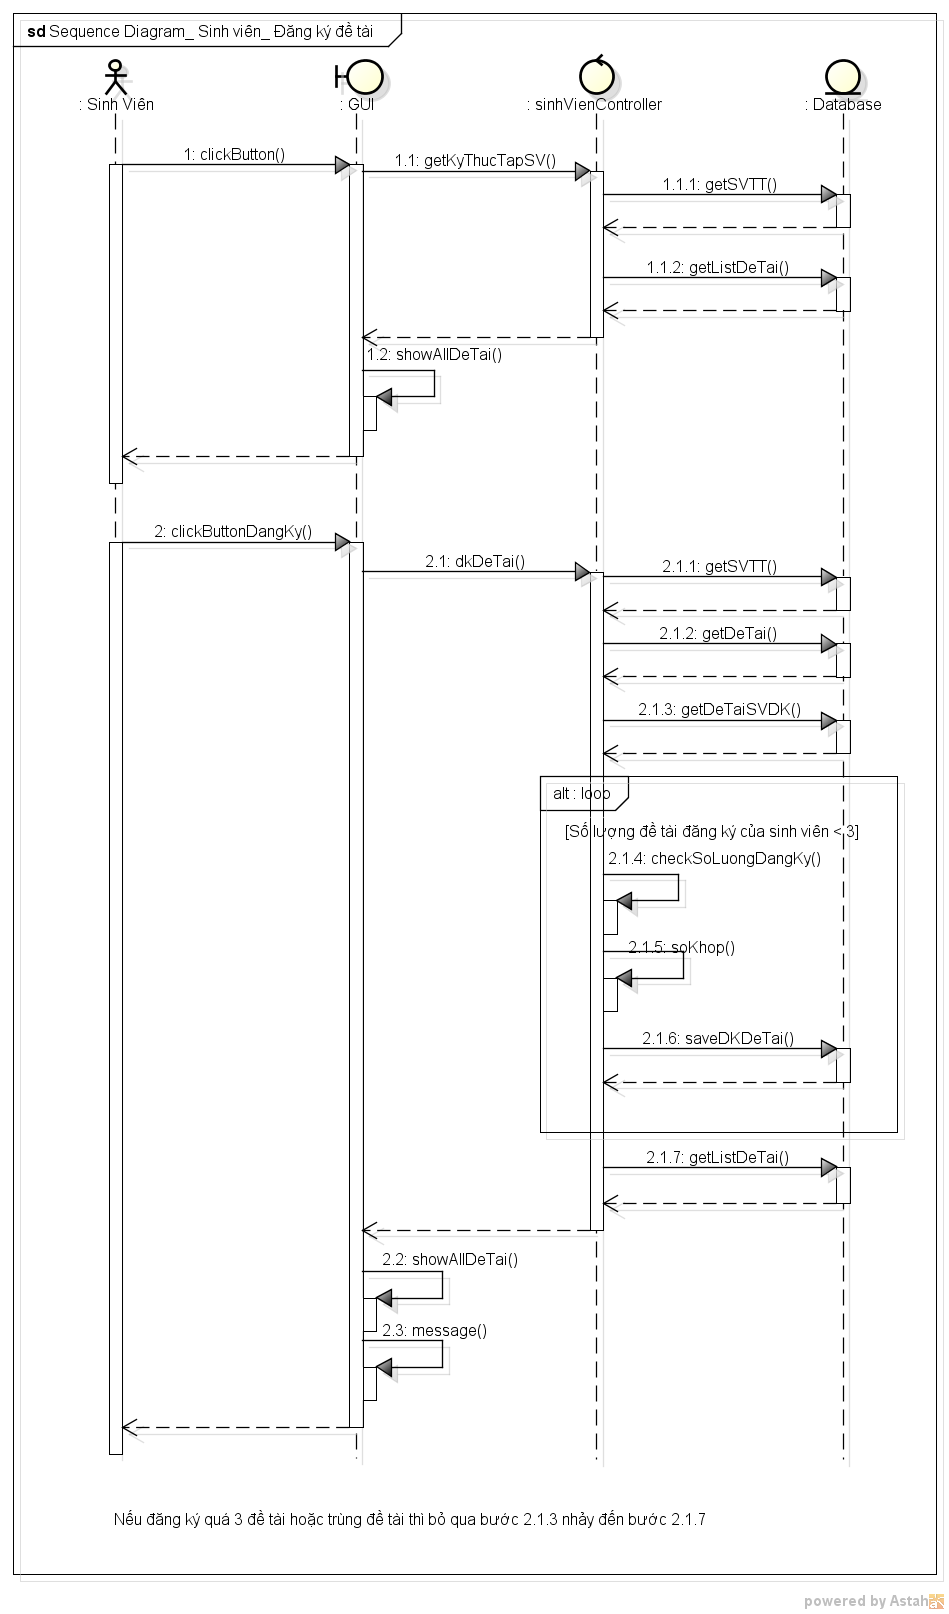 sd Sequence Diagram_ Sinh viên_ Đăng ký đề tài
: Sinh Viên
: GUI
: sinhVienController
: Database
1: clickButton()
1.1: getKyThucTapSV()
1.1.1: getSVTT()
1.1.2: getListDeTai()
1.2: showAllDeTai()
2: clickButtonDangKy()
2.1: dkDeTai()
2.1.1: getSVTT()
2.1.2: getDeTai()
2.1.3: getDeTaiSVDK()
alt : loop
[Số lượng đề tài đăng ký của sinh viên < 3]
2.1.4: checkSoLuongDangKy()
2.1.5: soKhop()
2.1.6: saveDKDeTai()
2.1.7: getListDeTai()
2.2: showAllDeTai()
2.3: message()
Nếu đăng ký quá 3 đề tài hoặc trùng đề tài thì bỏ qua bước 2.1.3 nhảy đến bước 2.1.7
powered by Astah